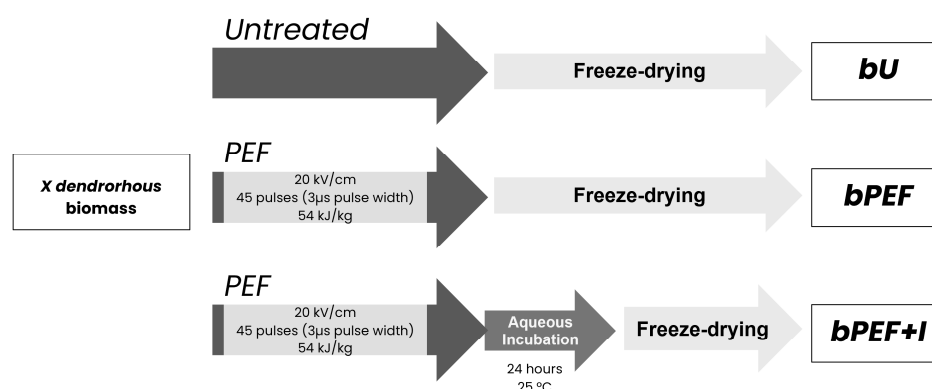 Untreated
Freeze-drying
bU
X dendrorhous
biomass
PEF
20 kV/cm
45 pulses (3µs pulse width)
54 kJ/kg
Freeze-drying
bPEF
PEF
20 kV/cm
45 pulses (3µs pulse width)
54 kJ/kg
Aqueous
Incubation
24 hours
25 ºC
Freeze-drying
bPEF+I